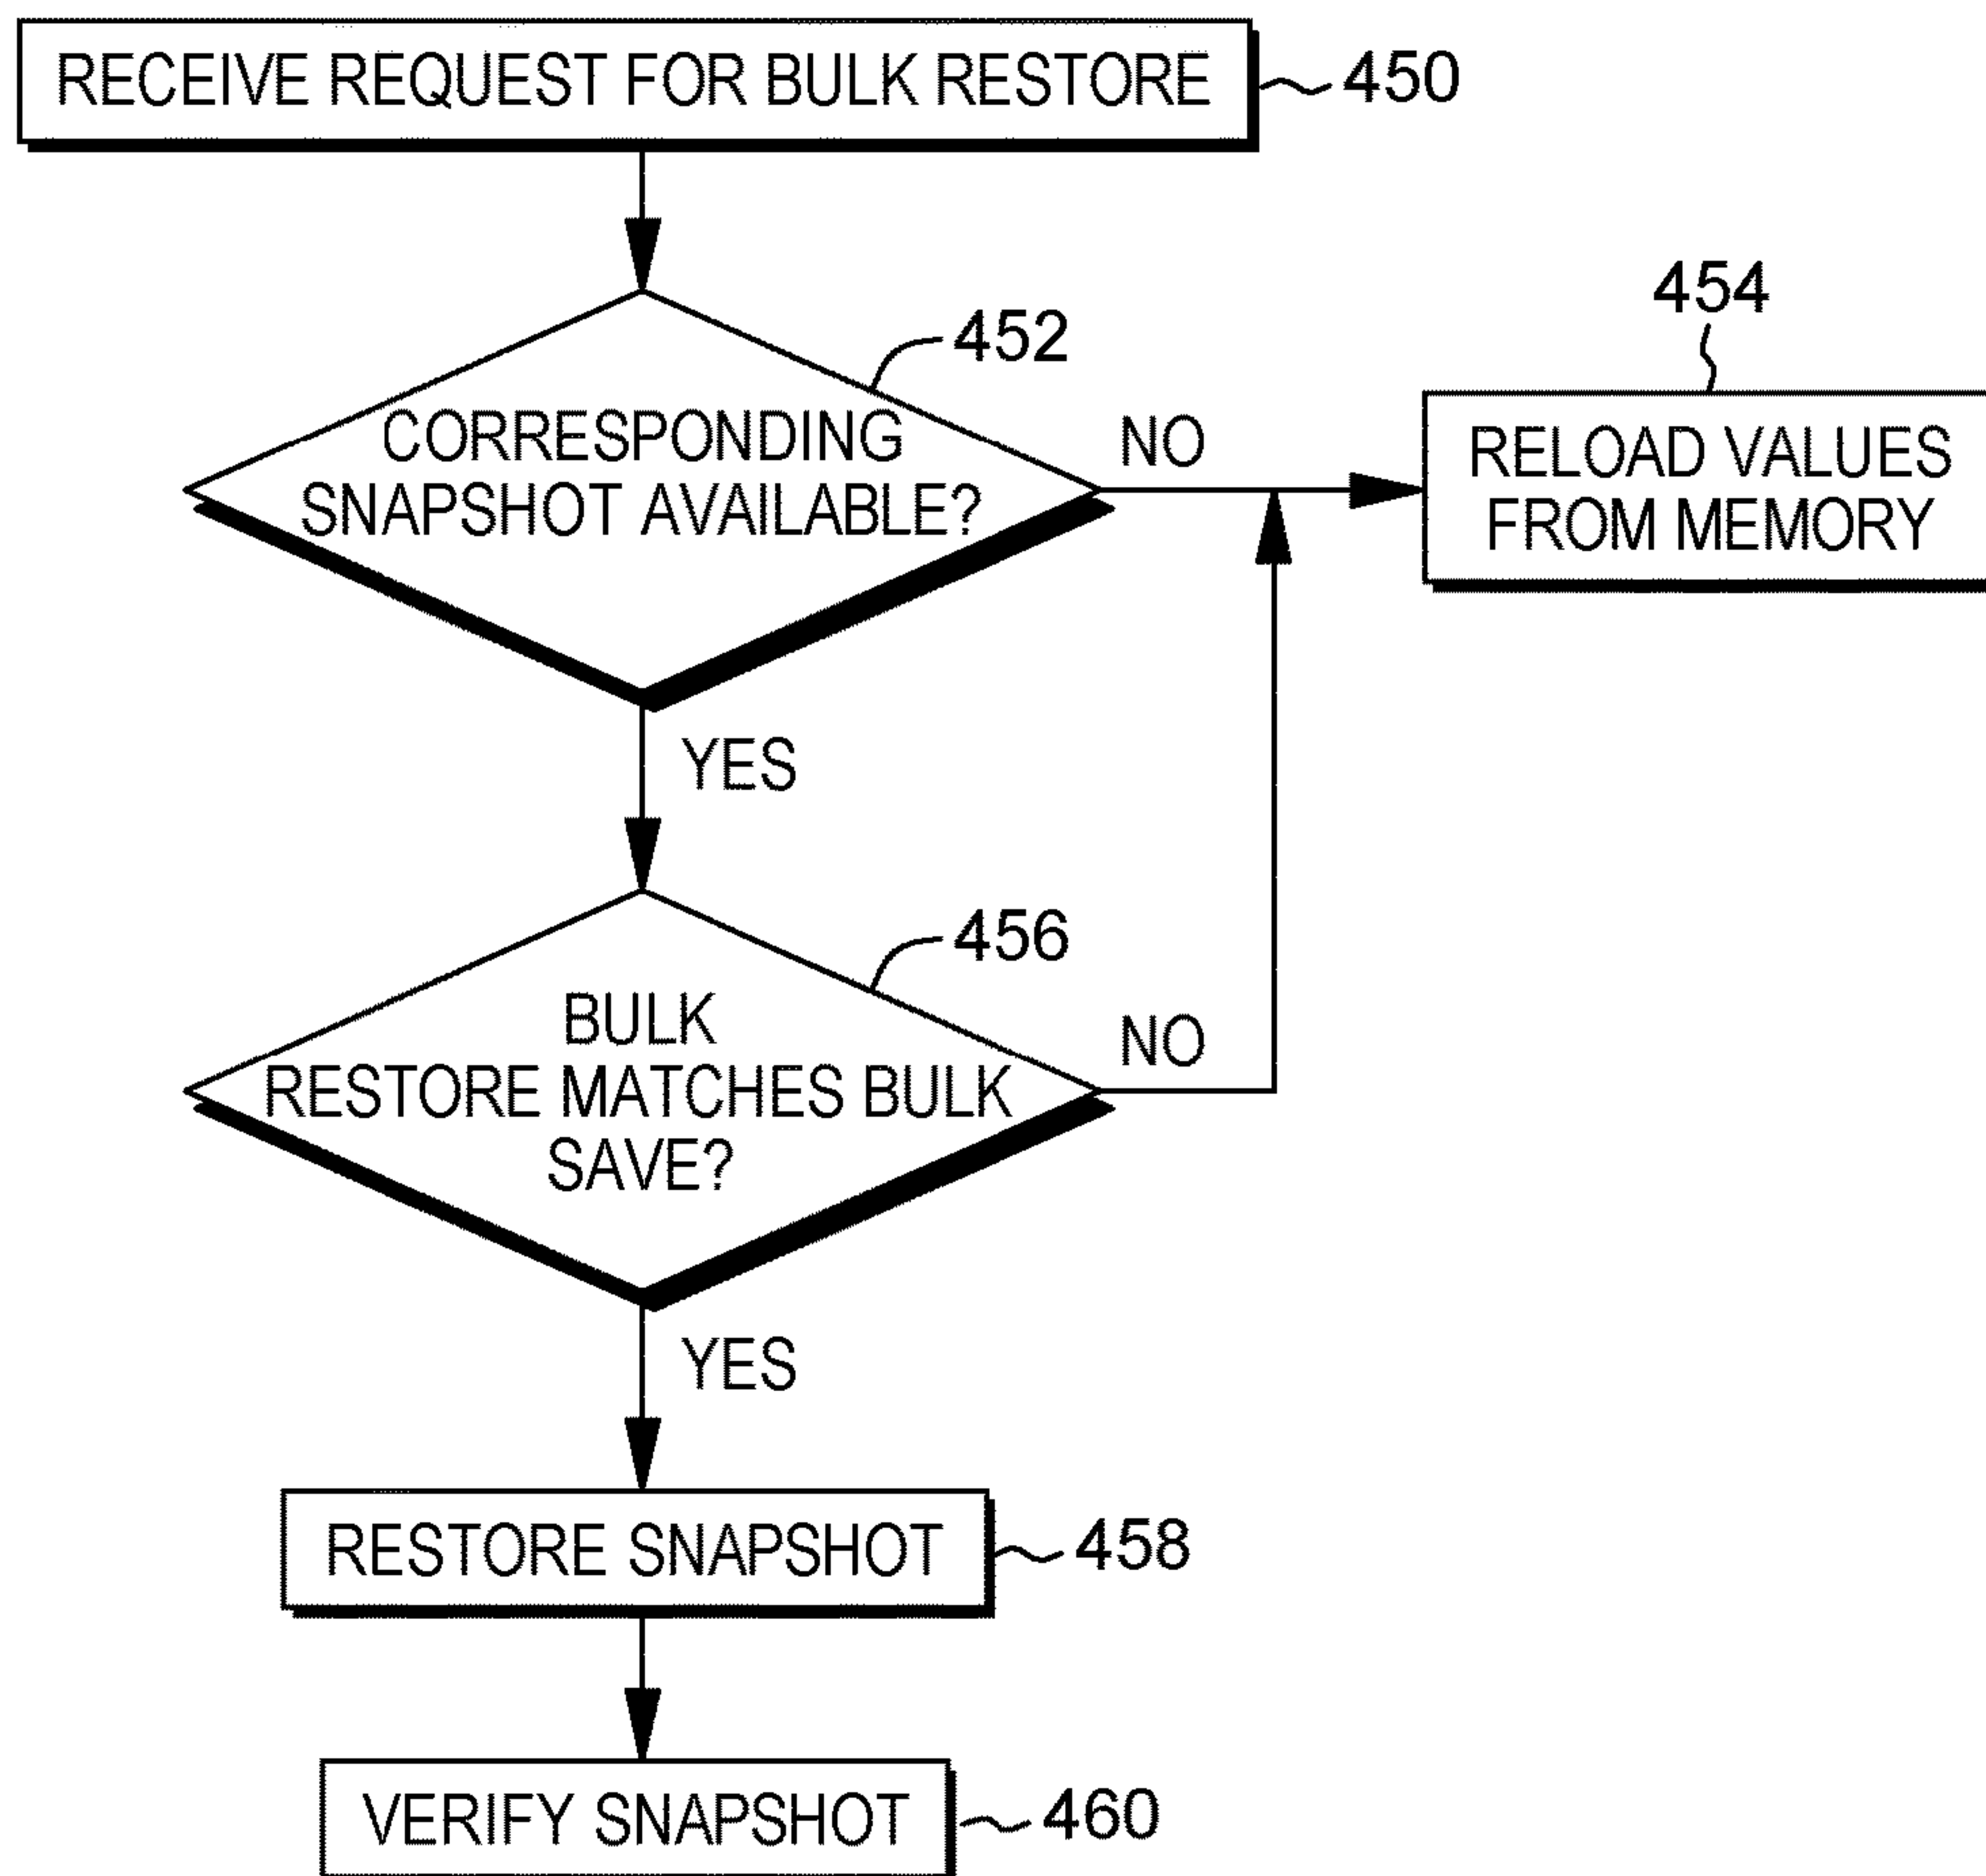 RECEIVE REQUEST FOR BULK RESTORE
450
452
CORRESPONDING
SNAPSHOT AVAILABLE?
NO
454
RELOAD VALUES
FROM MEMORY
YES
456
BULK
RESTORE MATCHES BULK
SAVE?
NO
YES
RESTORE SNAPSHOT
458
VERIFY SNAPSHOT
460